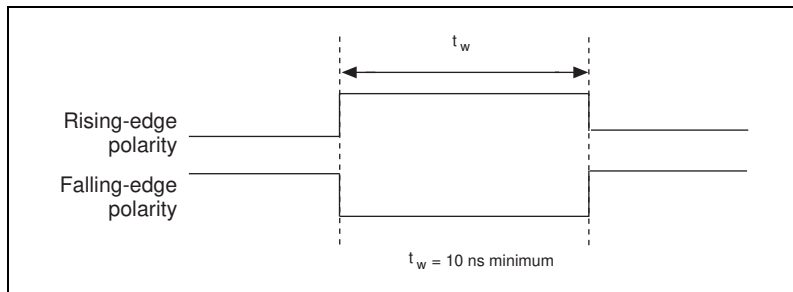 t w
Rising-edge
polarity
Falling-edge
polarity
t w = 10 ns minimum